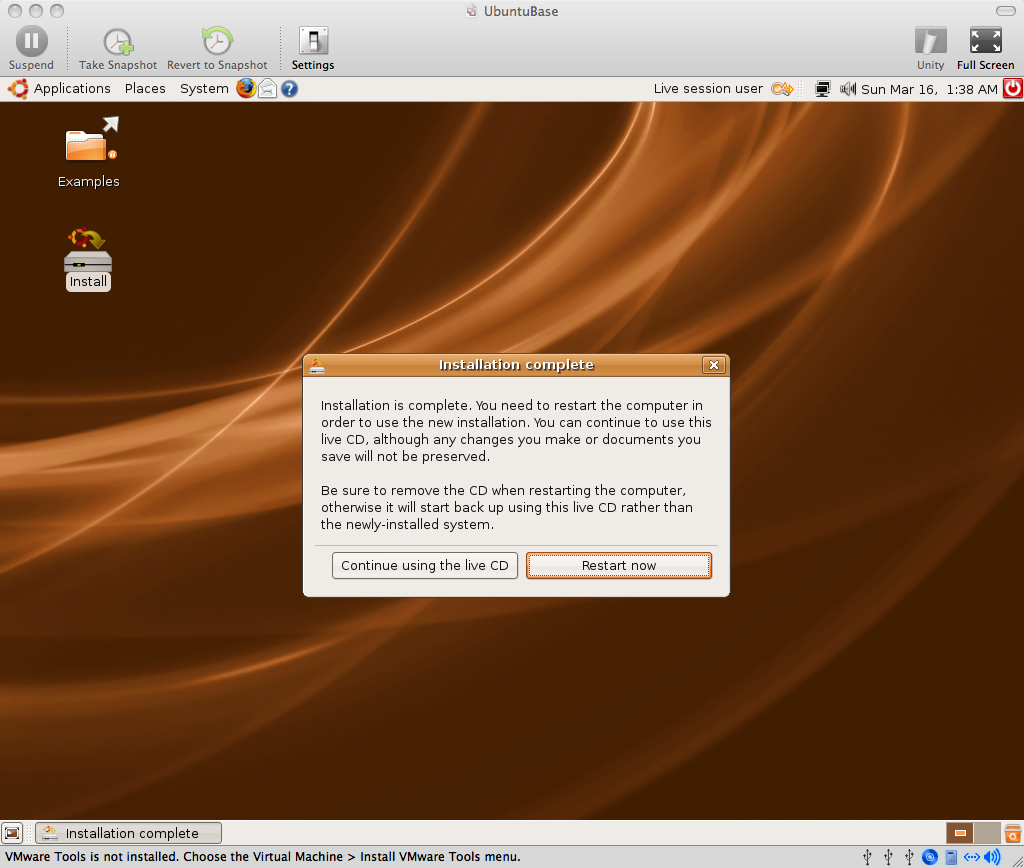 UbuntuBase
Suspend
Take Snapshot
Revert to Snapshot
Settings
Unity
Full Screen
Applications Places System
Live session user
Sun Mar 16, 1:38 AM
Examples
Install
Installation complete
Installation is complete. You need to restart the computer in
order to use the new installation. You can continue to use this
live CD, although any changes you make or documents you
save will not be preserved.
Be sure to remove the CD when restarting the computer,
otherwise it will start back up using this live CD rather than
the newly-installed system.
Continue using the live CD
Restart now
Installation complete
VMware Tools is not installed. Choose the Virtual Machine > Install VMware Tools menu.